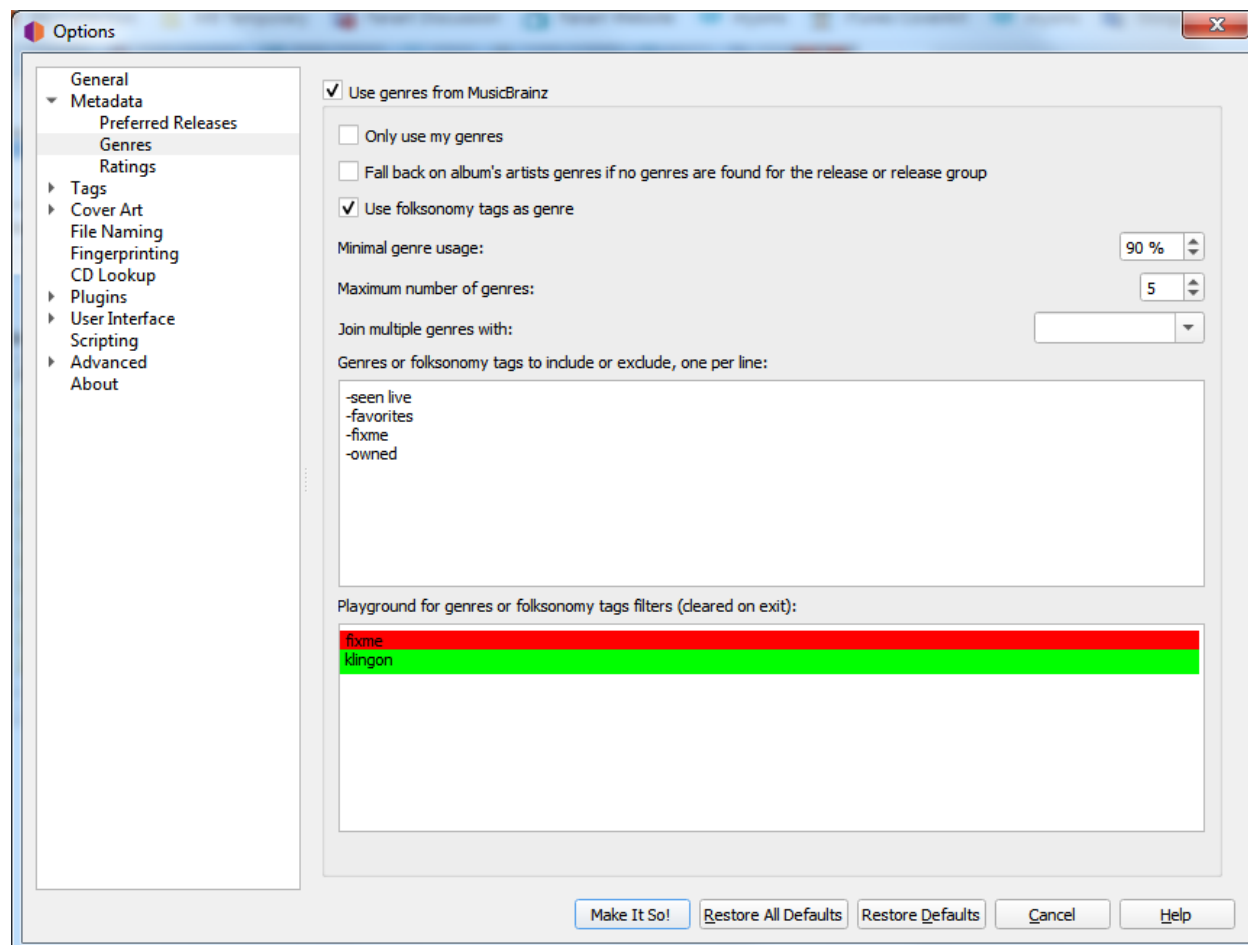 Options
General
Metadata
Preferred Releases
Genres
Ratings
Tags
Cover Art
File Naming
Fingerprinting
CD Lookup
Plugins
User Interface
Scripting
Advanced
About
Use genres from MusicBrainz
Only use my genres
Fall back on album's artists genres if no genres are found for the release or release group
Use folksonomy tags as genre
Minimal genre usage: 90 %
Maximum number of genres: 5
Join multiple genres with:
Genres or folksonomy tags to include or exclude, one per line:
-seen live
-favorites
-fixme
-owned
Playground for genres or folksonomy tags filters (cleared on exit):
fixme
klingon
Make It So! Restore All Defaults Restore Defaults Cancel Help